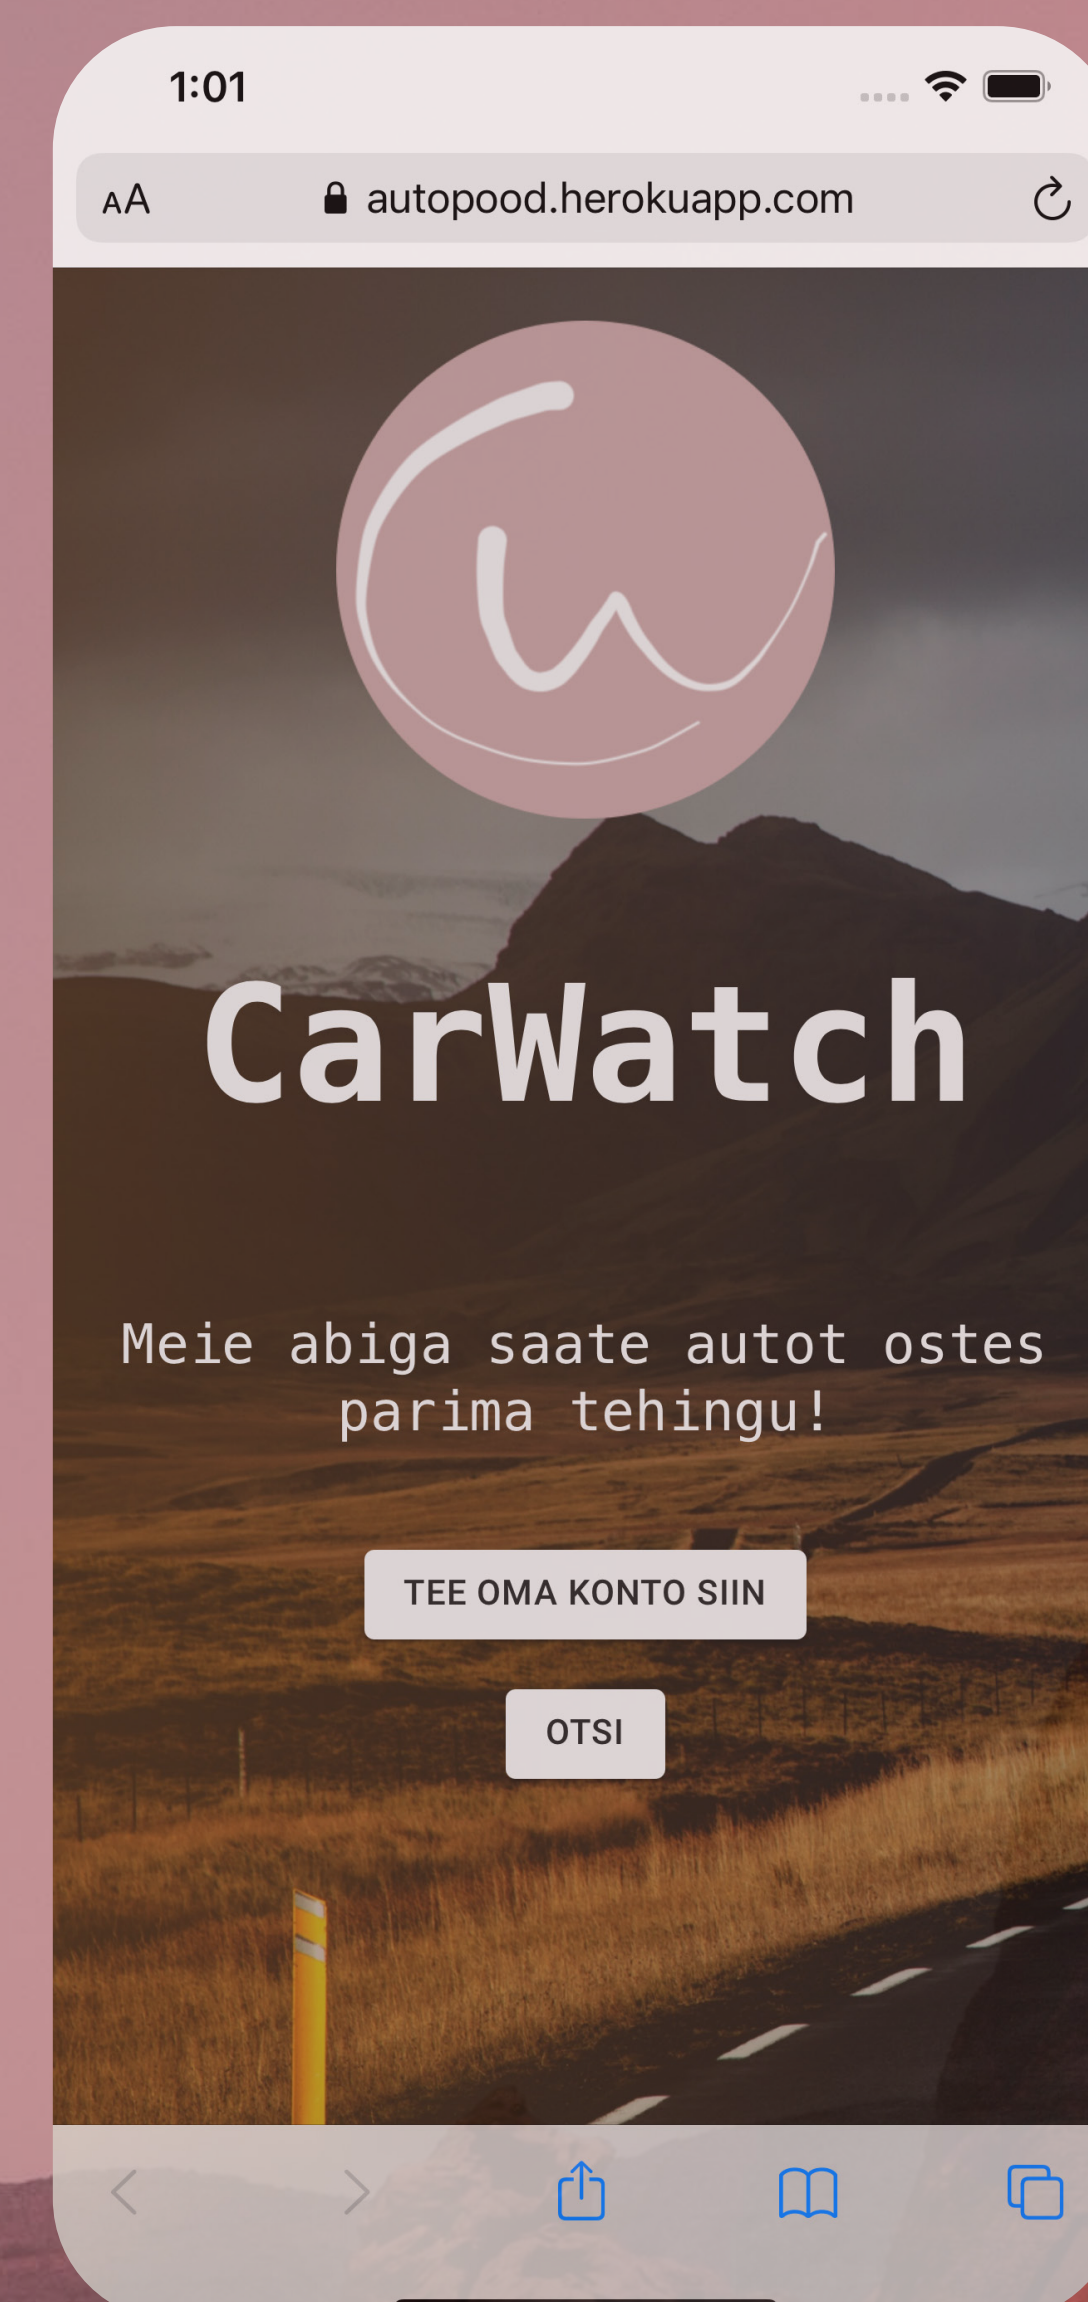 1:01
AA autopood.herokuapp.com
CW
CarWatch
Meie abiga saate autot ostes
parima tehingu!
TEE OMA KONTO SIIN
OTSI